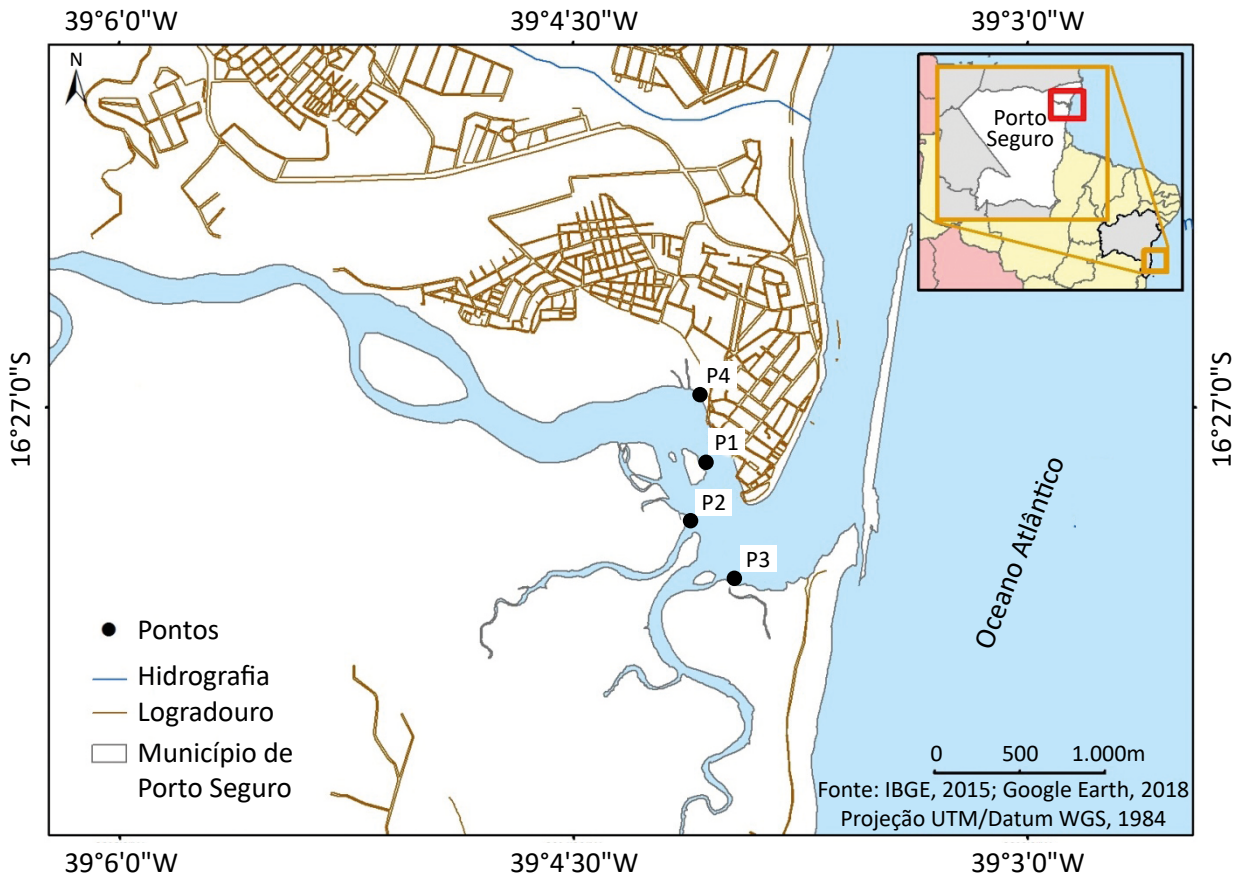 39°6'0"W 39°4'30"W 39°3'0"W
N
Porto
Seguro
16°27'0"S
16°27'0"S
P4
P1
P2
P3
Oceano Atlântico
Pontos
Hidrografia
Logradouro
Município de
Porto Seguro
0 500 1.000m
Fonte: IBGE, 2015; Google Earth, 2018
Projeção UTM/Datum WGS, 1984
39°6'0"W 39°4'30"W 39°3'0"W